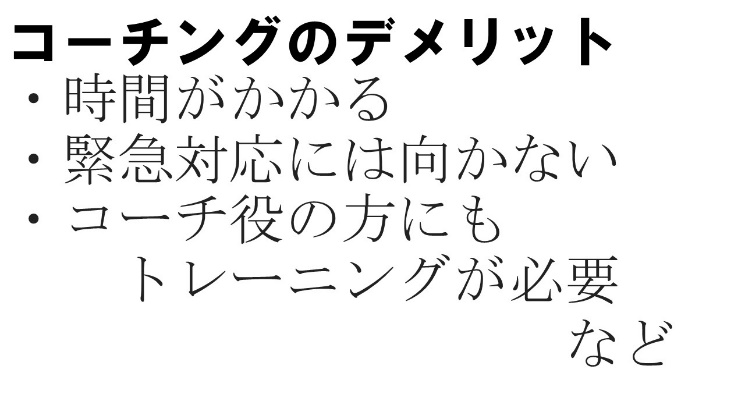 コーチングのデメリット
・時間がかかる
・緊急対応には向かない
・コーチ役の方にも
トレーニングが必要
など